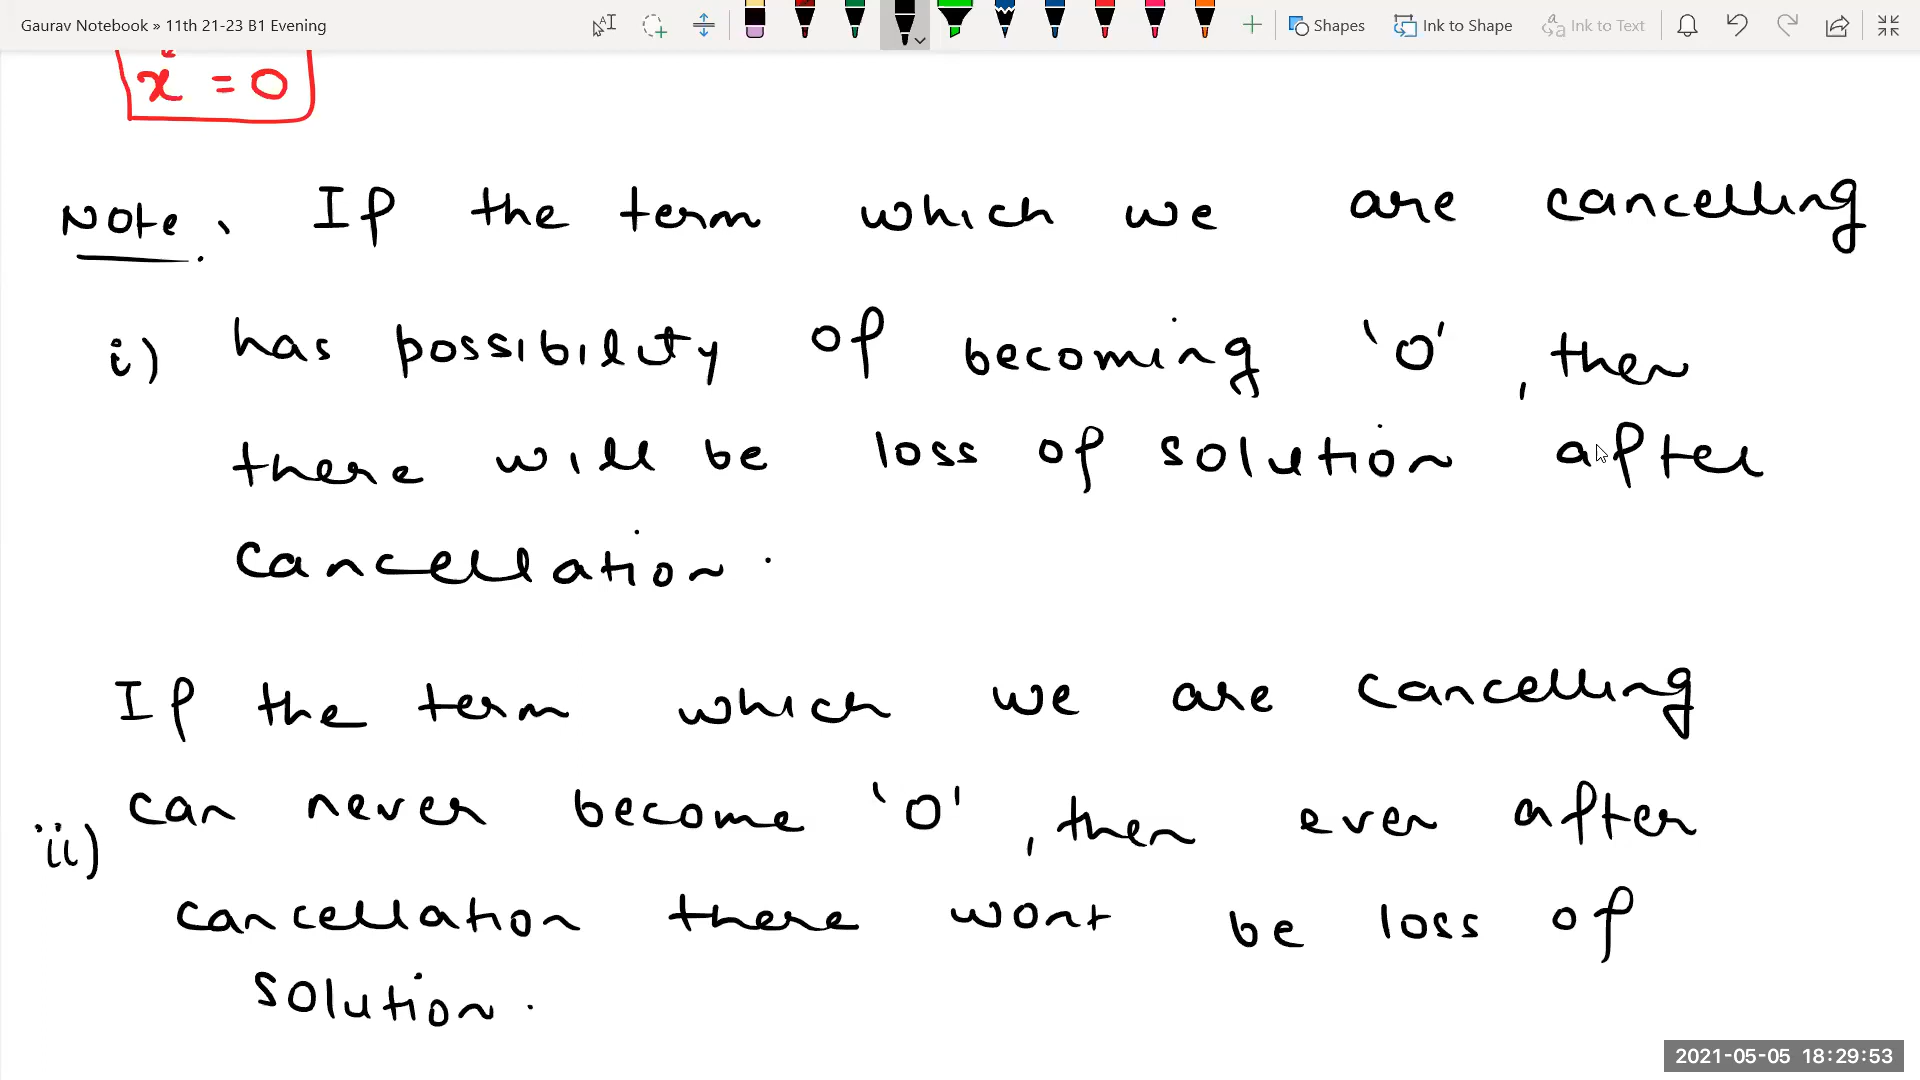 Gaurav Notebook » 11th 21-23 B1 Evening
Shapes Ink to Shape Ink to Text
x = 0
Note. If the term which we are cancelling
i) has possibility of becoming '0', then
there will be loss of solution after
cancellation.
If the term which we are cancelling
ii) can never become '0', then even after
cancellation there wont be loss of
solution.
2021-05-05 18:29:53